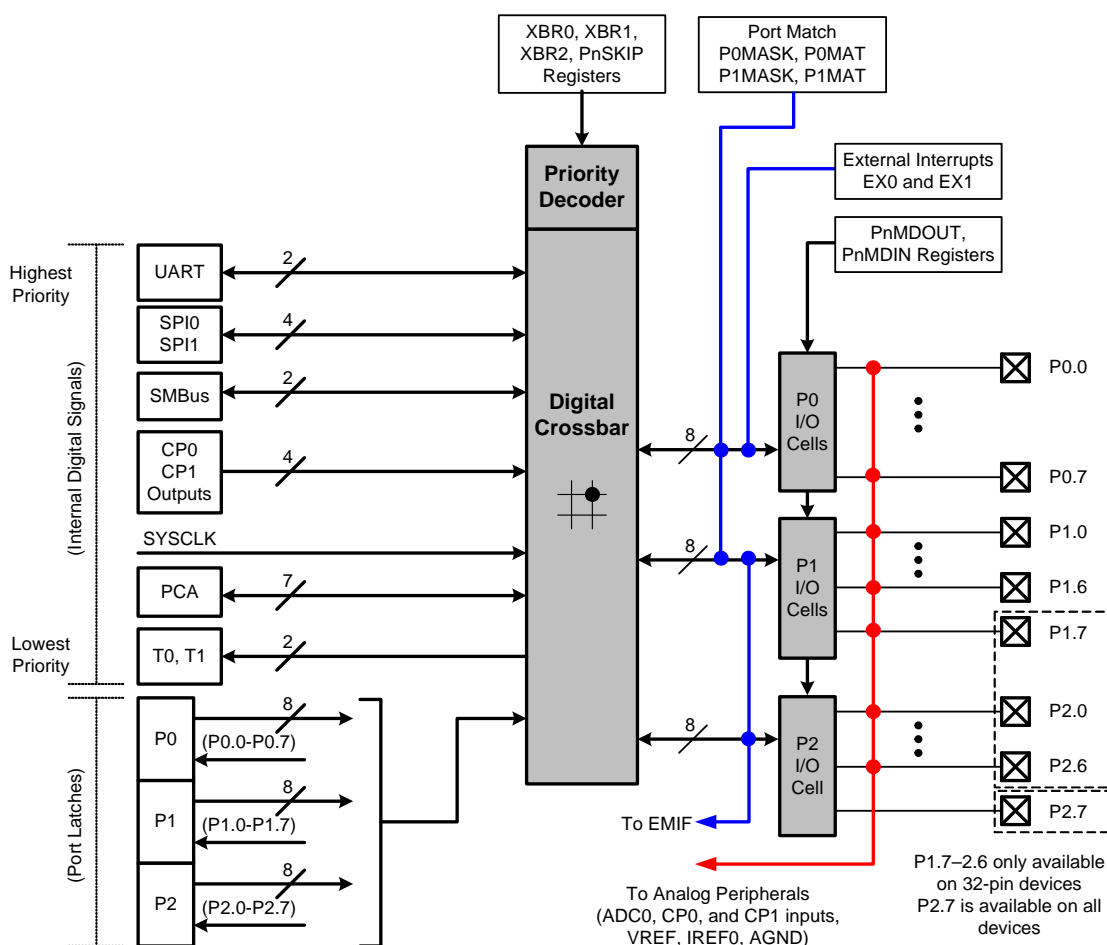 XBR0, XBR1,
XBR2, PnSKIP
Registers
Port Match
P0MASK, P0MAT
P1MASK, P1MAT
External Interrupts
EX0 and EX1
Priority
Decoder
PnMDOUT,
PnMDIN Registers
Highest
Priority
UART
2
SPI0
SPI1
4
SMBus
2
CP0
CP1
Outputs
4
SYSCLK
PCA
7
Lowest
Priority
T0, T1
2
(Internal Digital Signals)
Digital
Crossbar
8
8
8
P0
I/O
Cells
P1
I/O
Cells
P2
I/O
Cell
P0.0
P0.7
P1.0
P1.6
P1.7
P2.0
P2.6
P2.7
(Port Latches)
P0
8
(P0.0-P0.7)
P1
8
(P1.0-P1.7)
P2
8
(P2.0-P2.7)
To EMIF
To Analog Peripherals
(ADC0, CP0, and CP1 inputs,
VREF, IREF0, AGND)
P1.7–2.6 only available
on 32-pin devices
P2.7 is available on all
devices